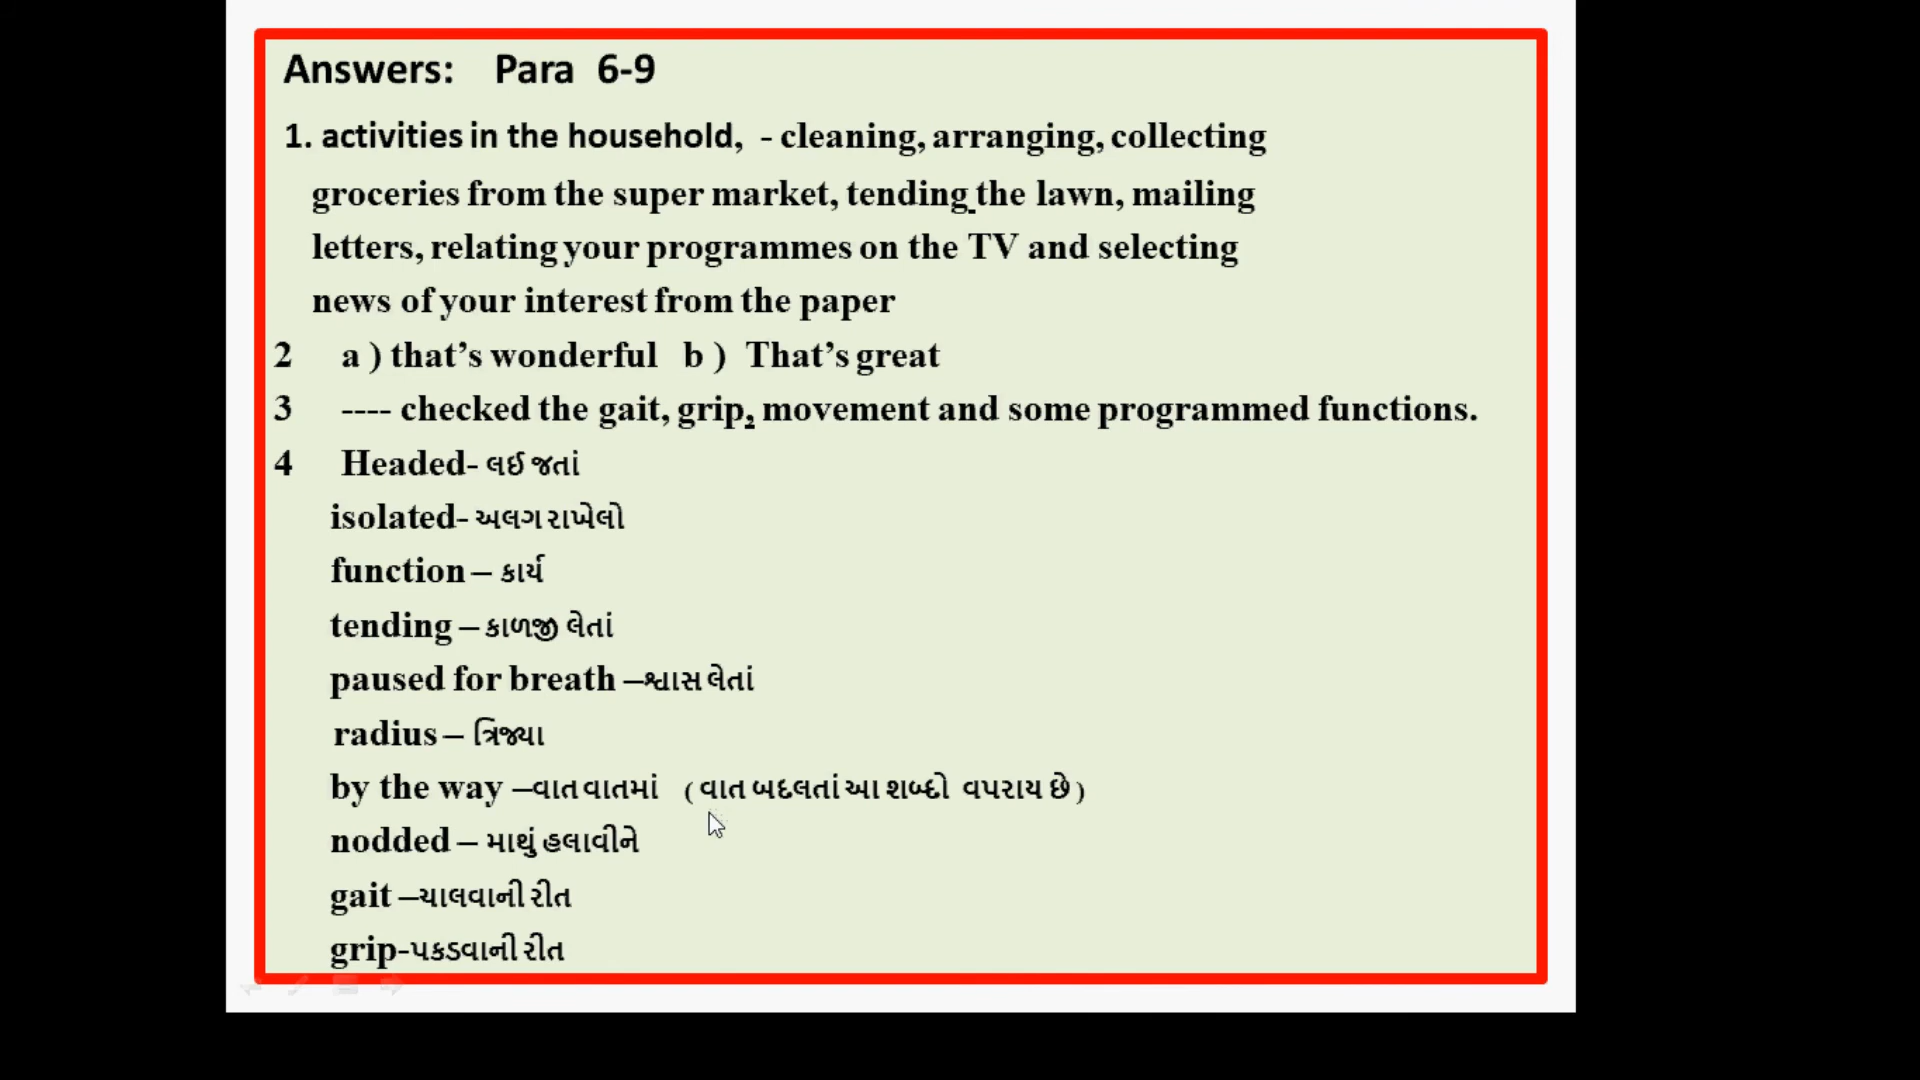 Answers: Para 6-9
1. activities in the household, - cleaning, arranging, collecting
groceries from the super market, tending the lawn, mailing
letters, relating your programmes on the TV and selecting
news of your interest from the paper
2 a ) that’s wonderful b ) That’s great
3 ---- checked the gait, grip, movement and some programmed functions.
4 Headed- લઈ જતાં
isolated- અલગ રાખેલો
function – કાર્ય
tending – કાળજી લેતાં
paused for breath –શ્વાસ લેતાં
radius – ત્રિજ્યા
by the way –વાત વાતમાં ( વાત બદલતાં આ શબ્દો વપરાય છે )
nodded – માથું હલાવીને
gait –ચાલવાની રીત
grip-પકડવાની રીત